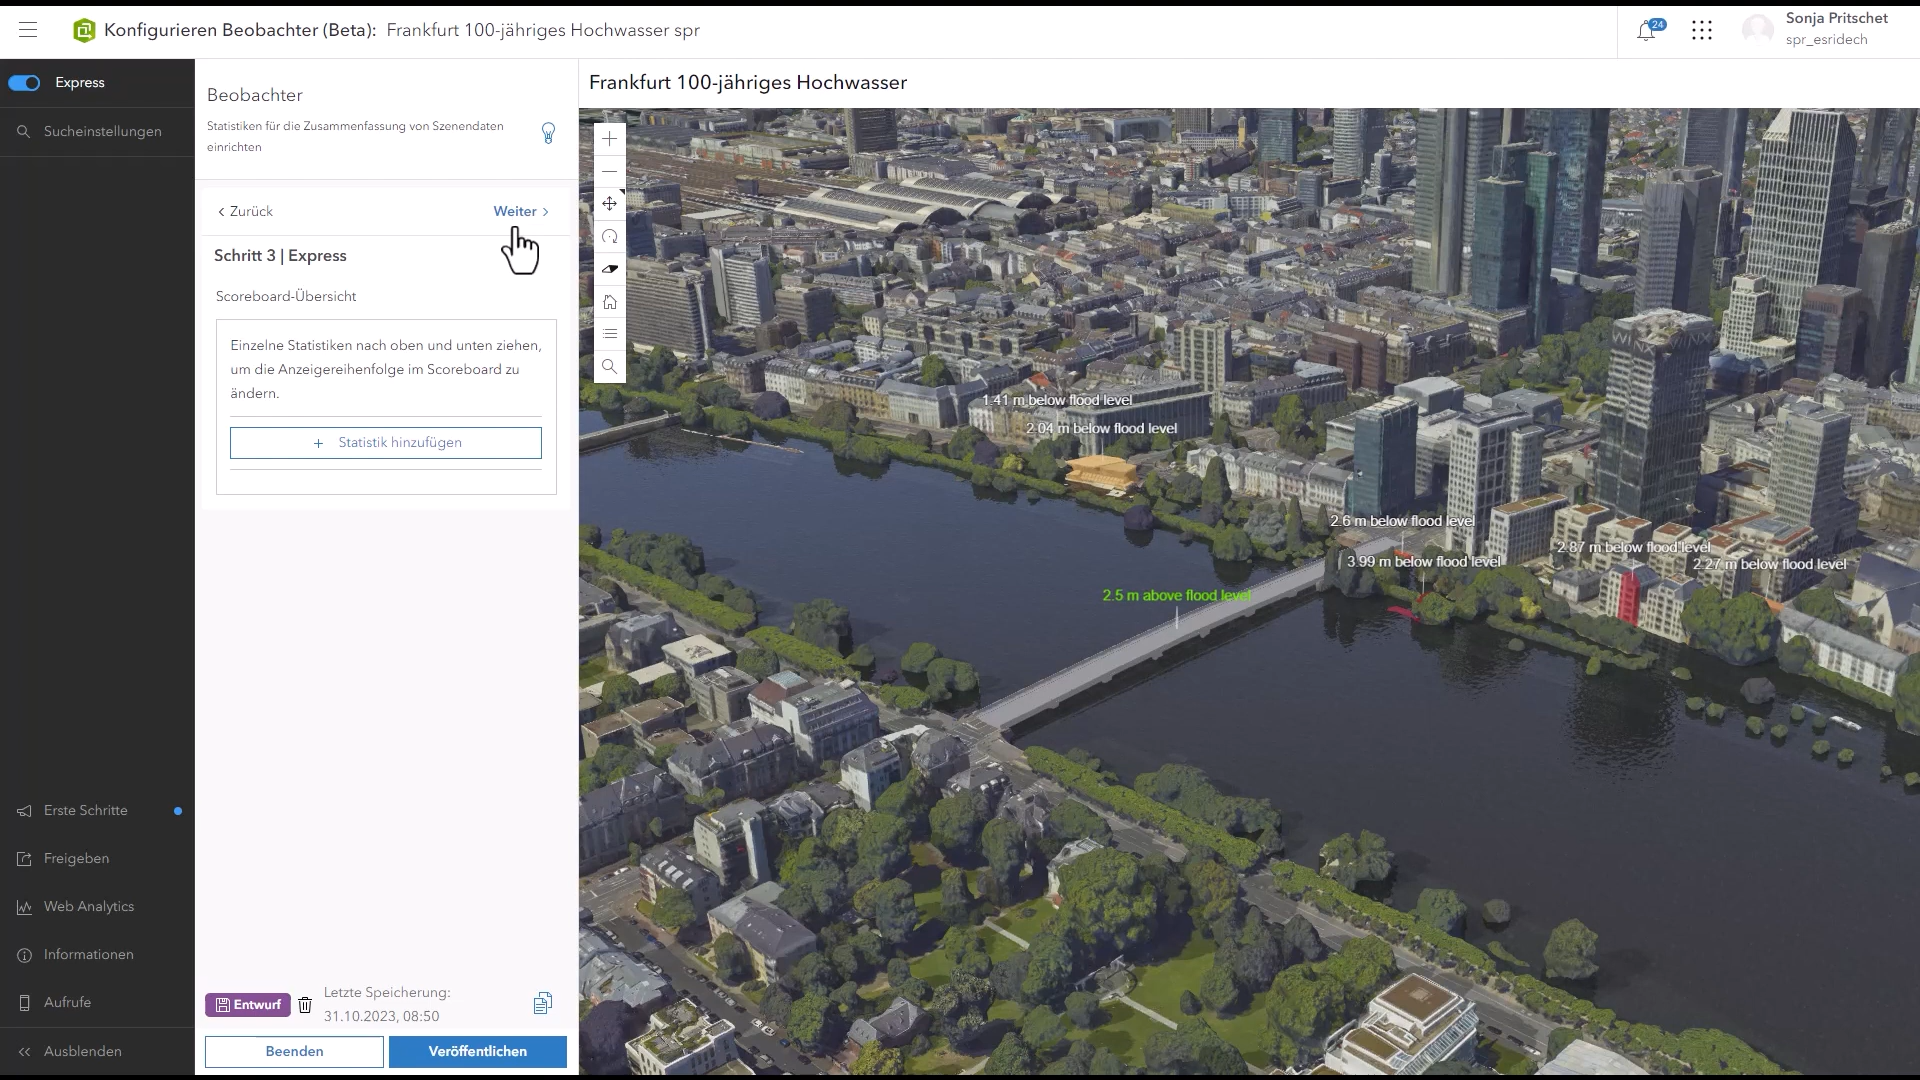 Konfigurieren Beobachter (Beta): Frankfurt 100-jähriges Hochwasser spr
24
Sonja Pritschet
spr_esridech
Express
Sucheinstellungen
Beobachter
Statistiken für die Zusammenfassung von Szenendaten
einrichten
Zurück
Weiter
Schritt 3 | Express
Scoreboard-Übersicht
Einzelne Statistiken nach oben und unten ziehen,
um die Anzeigereihenfolge im Scoreboard zu
ändern.
+ Statistik hinzufügen
Frankfurt 100-jähriges Hochwasser
1.41 m below flood level
2.04 m below flood level
2.6 m below flood level
2.87 m below flood level
3.99 m below flood level
2.27 m below flood level
2.5 m above flood level
Erste Schritte
Freigeben
Web Analytics
Informationen
Aufrufe
Ausblenden
Entwurf
Letzte Speicherung:
31.10.2023, 08:50
Beenden
Veröffentlichen